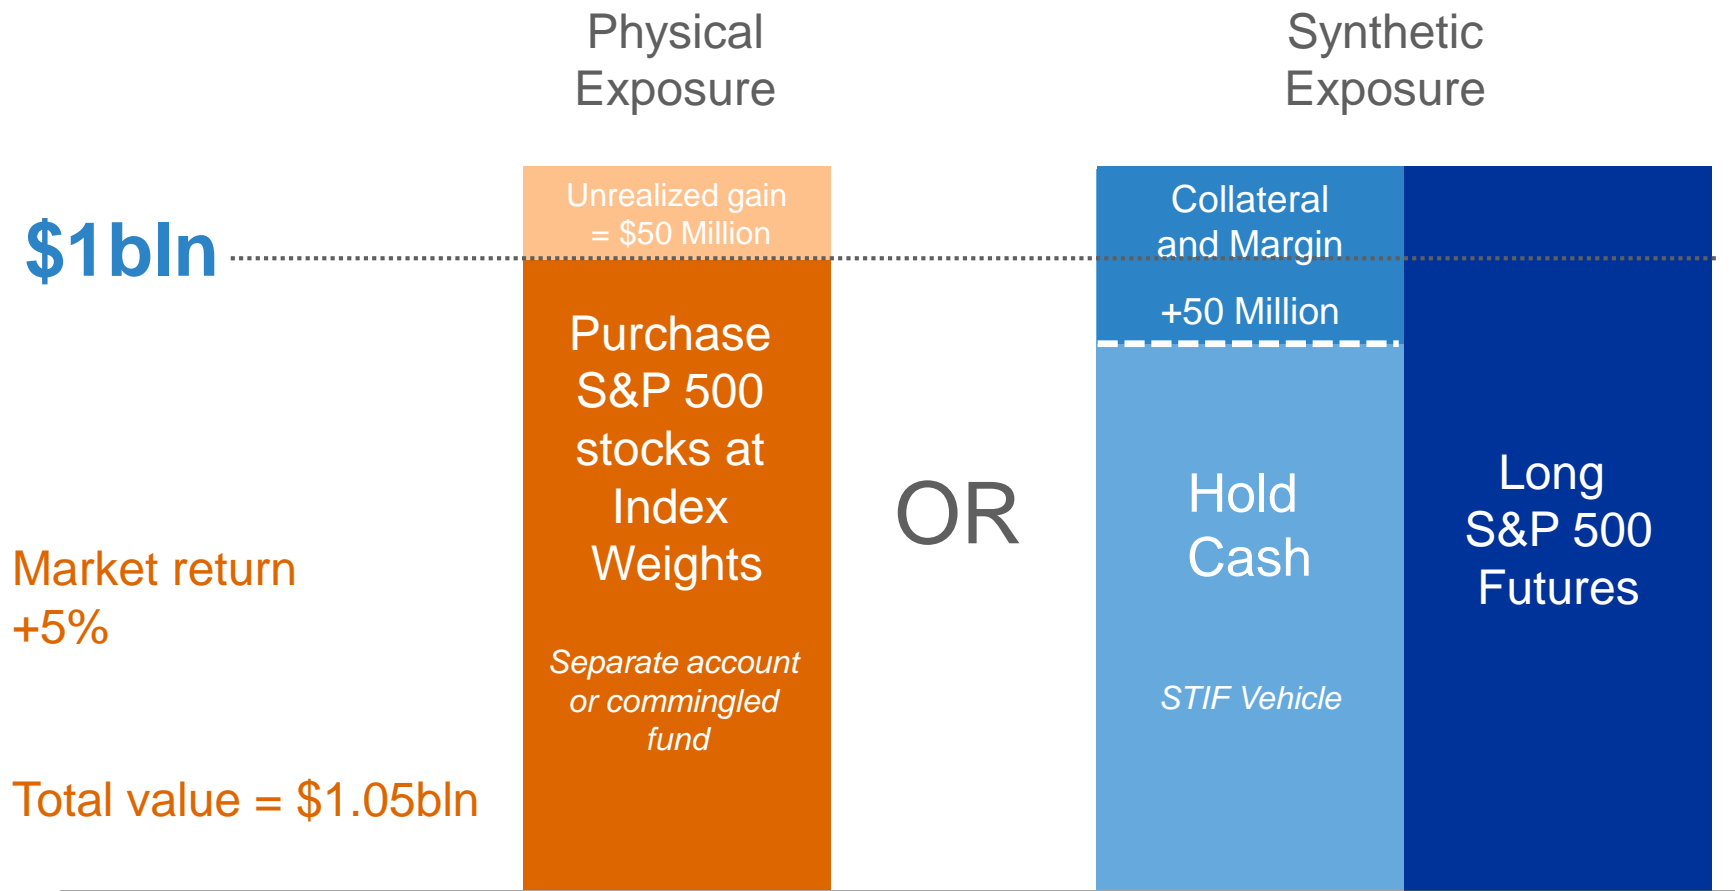 Physical
Exposure
Synthetic
Exposure
$1bln
Unrealized gain
= $50 Million
Purchase
S&P 500
stocks at
Index
Weights
Separate account
or commingled
fund
OR
Collateral
and Margin
+50 Million
Hold
Cash
STIF Vehicle
Long
S&P 500
Futures
Market return
+5%
Total value = $1.05bln